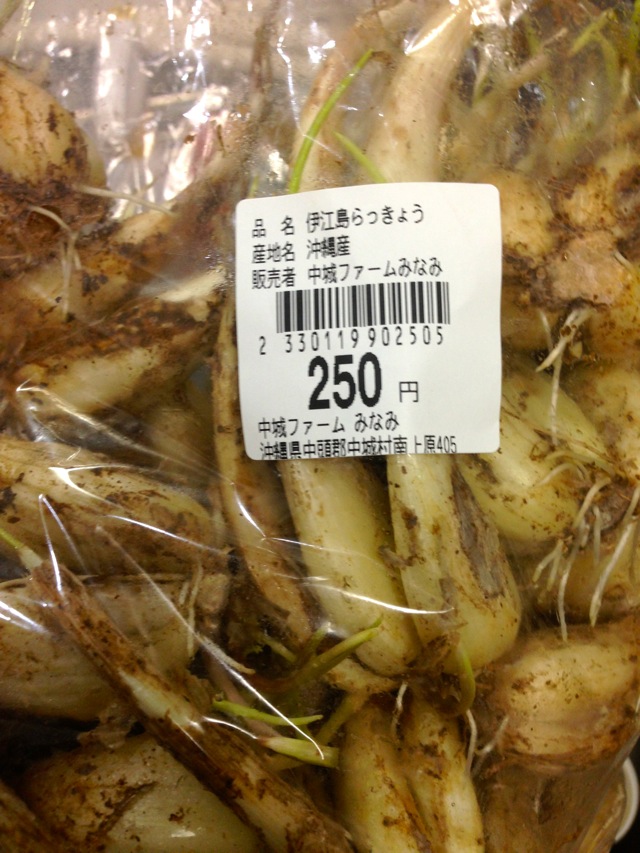 品 名 伊江島らっきょう
産地名 沖縄産
販売者 中城ファームみなみ
2 330119 902505
250 円
中城ファーム みなみ
沖縄県中頭郡中城村南上原405